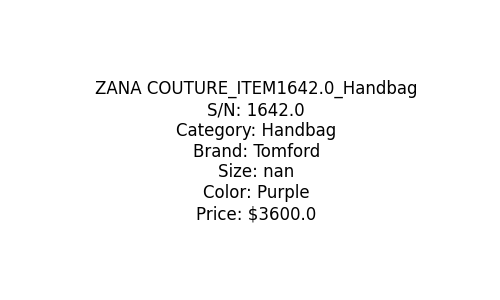 ZANA COUTURE_ITEM1642.0_Handbag
S/N: 1642.0
Category: Handbag
Brand: Tomford
Size: nan
Color: Purple
Price: $3600.0